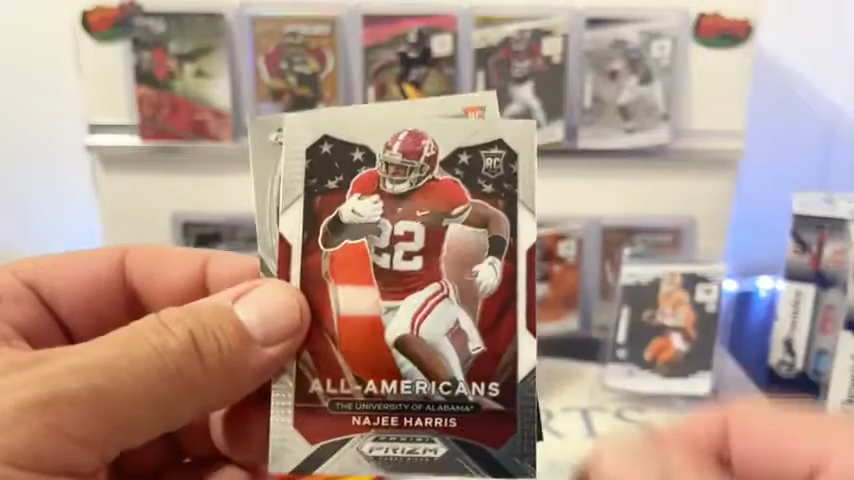 RC
22
ALL-AMERICANS
THE UNIVERSITY OF ALABAMA
NAJEE HARRIS
PANINI
PRIZM